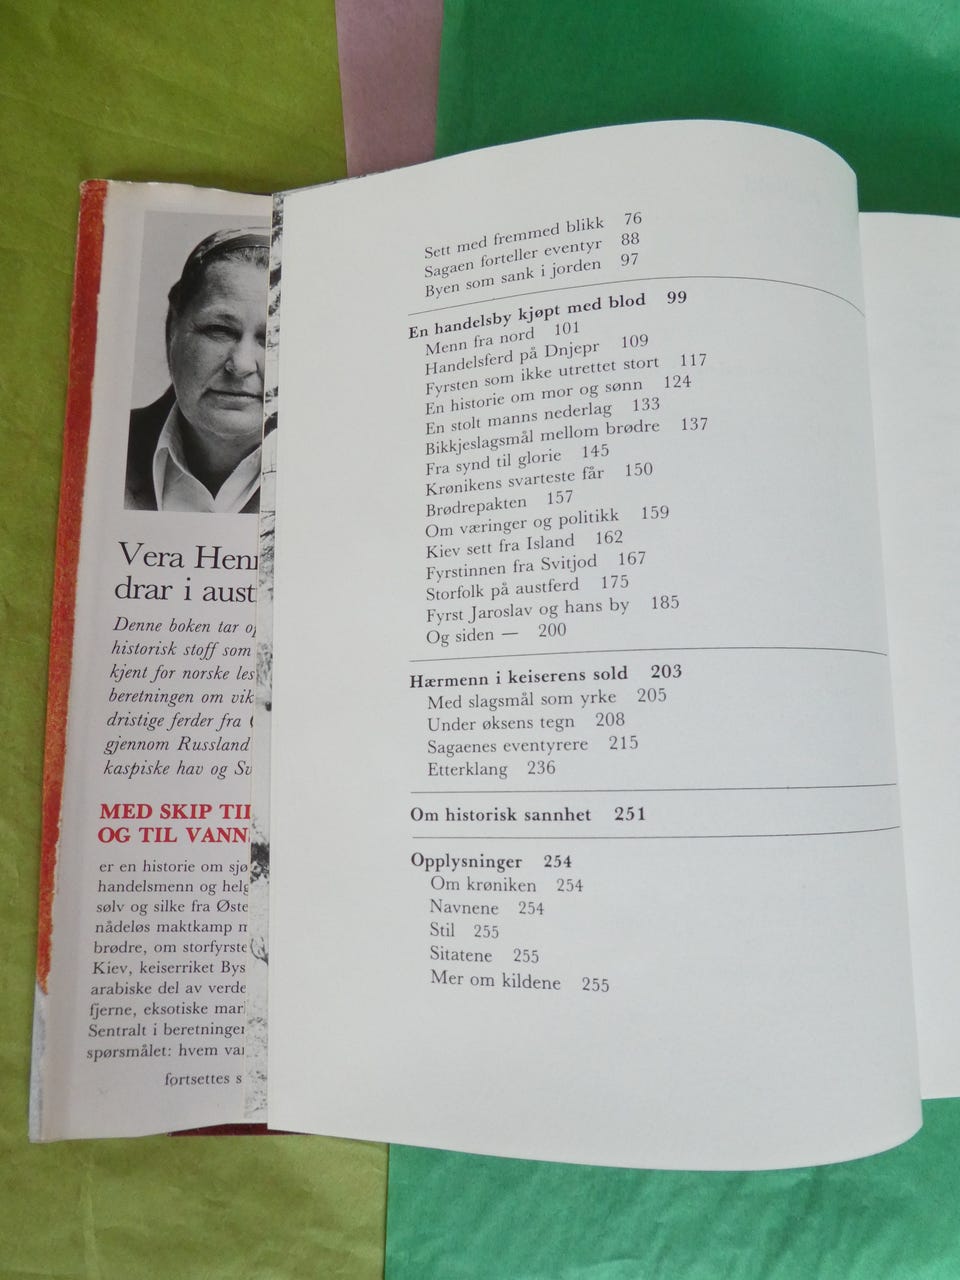 Vera
drar i
Denne boken tar
historisk stoff som
kjent for norske
beretningen om
dristige ferder fra
gjennom Russland
kaspiske hav og
MED SKIP
OG TIL
er en historie om
handelsmenn og
sølv og silke fra
nådeløs maktkamp
brødre, om
Kiev, keiserriket
arabiske del av
fjerne, eksotiske
Sentralt i
spørsmålet: hvem
fortsettes
Sett med fremmed blikk 76
Sagaen forteller eventyr 88
Byen som sank i jorden 97
En handelsby kjøpt med blod 99
Menn fra nord 101
Handelsferd på Dnjepr 109
Fyrsten som ikke utrettet stort 117
En historie om mor og sønn 124
En stolt manns nederlag 133
Bikkjeslagsmål mellom brødre 137
Fra synd til glorie 145
Krønikens svarteste får 150
Brødrepakten 157
Om væringer og politikk 159
Kiev sett fra Island 162
Fyrstinnen fra Svitjod 167
Storfolk på austferd 175
Fyrst Jaroslav og hans by 185
Og siden — 200
Hærmenn i keiserens sold 203
Med slagsmål som yrke 205
Under øksens tegn 208
Sagaenes eventyrere 215
Etterklang 236
Om historisk sannhet 251
Opplysninger 254
Om krøniken 254
Navnene 254
Stil 255
Sitatene 255
Mer om kildene 255